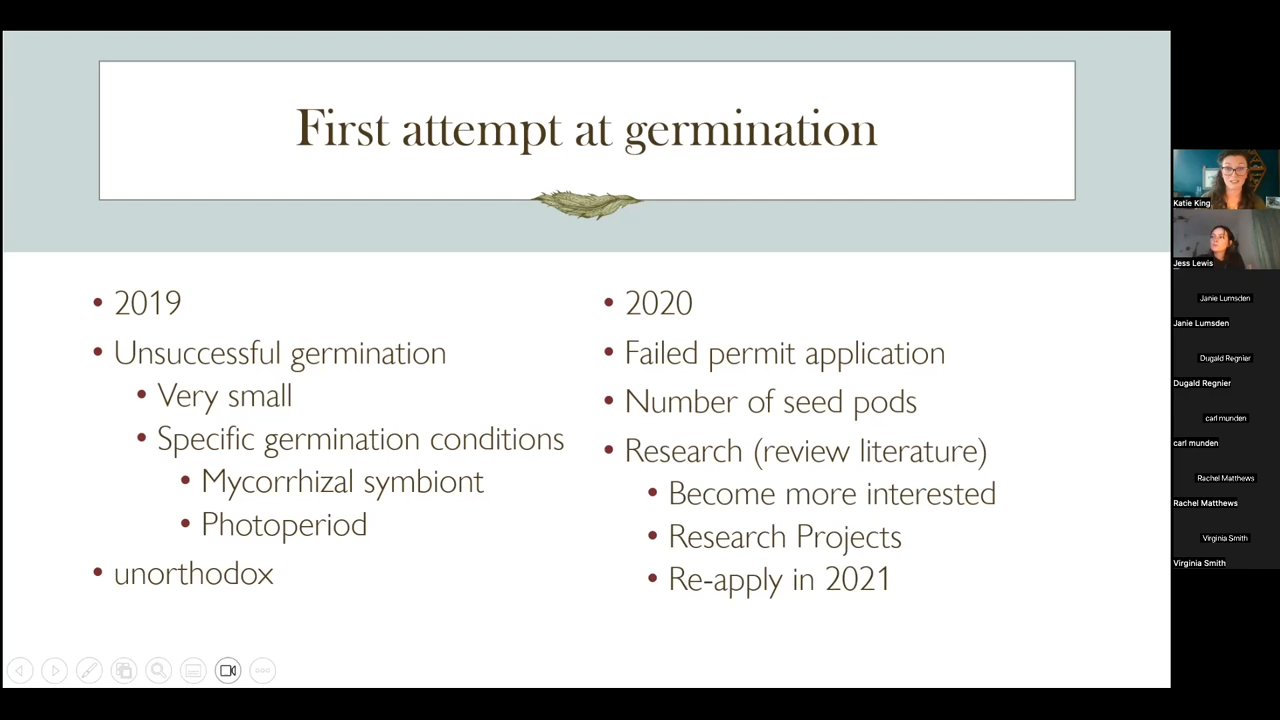 First attempt at germination
• 2019
• Unsuccessful germination
• Very small
• Specific germination conditions
• Mycorrhizal symbiont
• Photoperiod
• unorthodox
• 2020
• Failed permit application
• Number of seed pods
• Research (review literature)
• Become more interested
• Research Projects
• Re-apply in 2021
Katie King
Jess Lewis
Janie Lumsden
Janie Lumsden
Dugald Regnier
Dugald Regnier
carl munden
carl munden
Rachel Matthews
Rachel Matthews
Virginia Smith
Virginia Smith